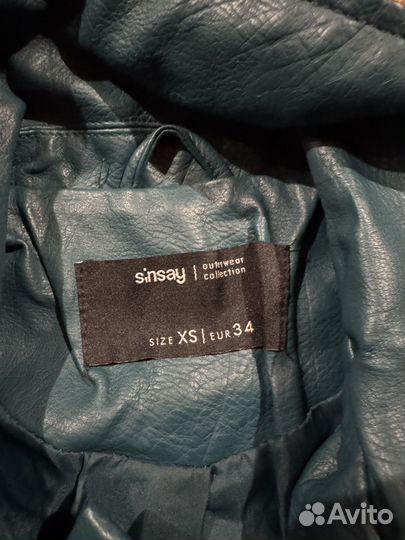 sinsay | outerwear
collection
SIZE XS | EUR 34
Avito